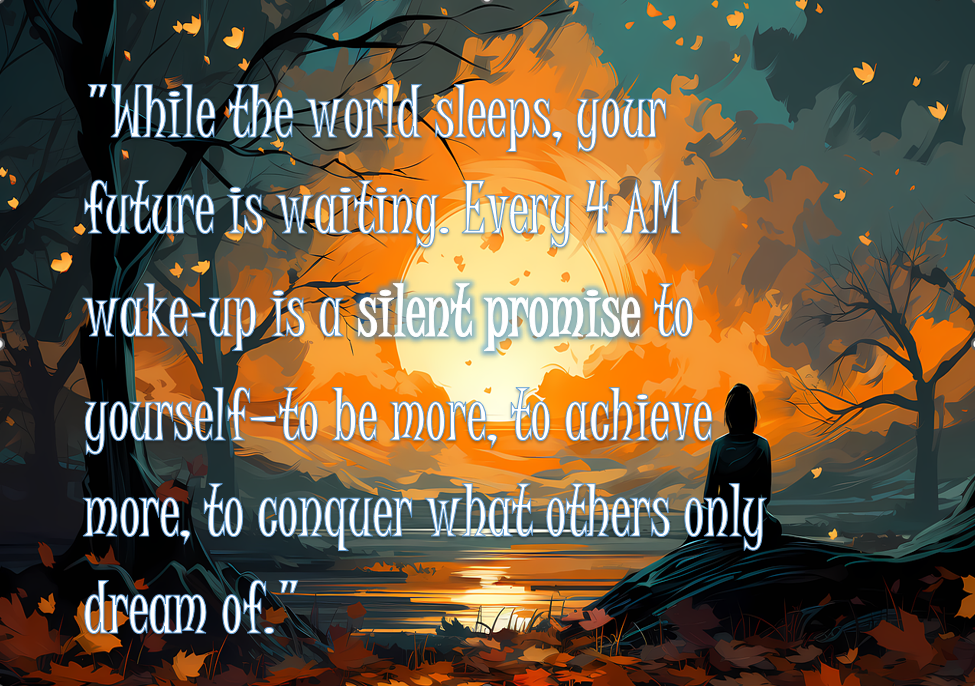 "While the world sleeps, your
future is waiting. Every 4 AM
wake-up is a silent promise to
yourself—to be more, to achieve
more, to conquer what others only
dream of."